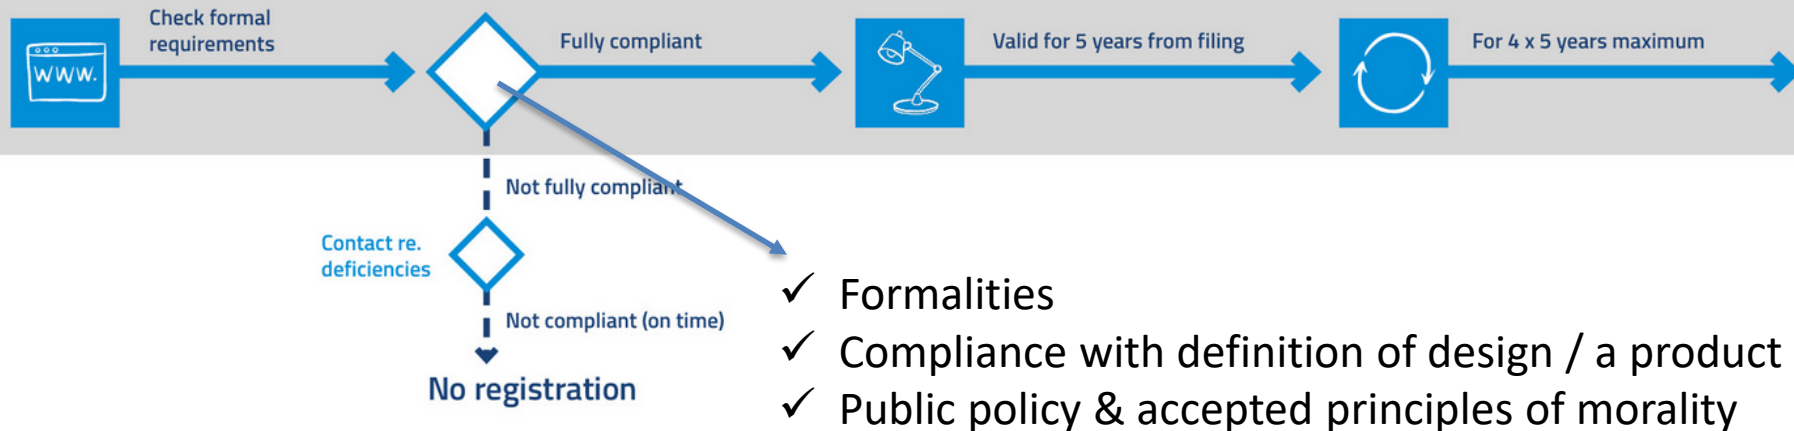 Check formal
requirements
WWW.
Fully compliant
Valid for 5 years from filing
For 4 x 5 years maximum
Not fully compliant
Contact re.
deficiencies
Not compliant (on time)
No registration
✓ Formalities
✓ Compliance with definition of design / a product
✓ Public policy & accepted principles of morality